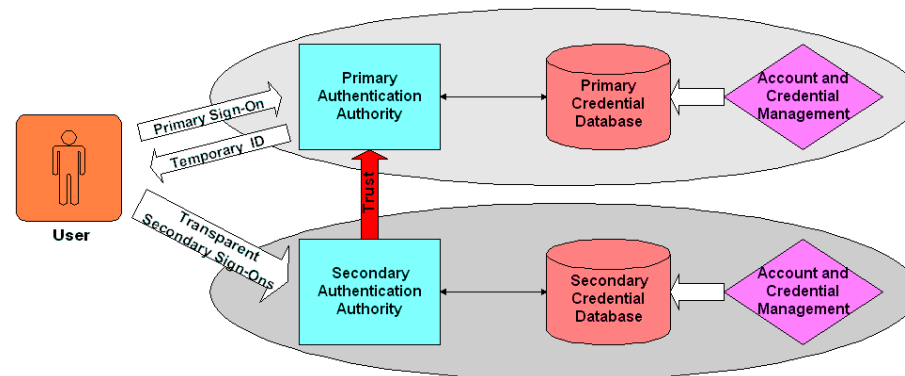 Primary
Authentication
Authority
Primary
Credential
Database
Account and
Credential
Management
Primary Sign-On
Temporary ID
User
Trust
Transparent
Secondary Sign-Ons
Secondary
Authentication
Authority
Secondary
Credential
Database
Account and
Credential
Management